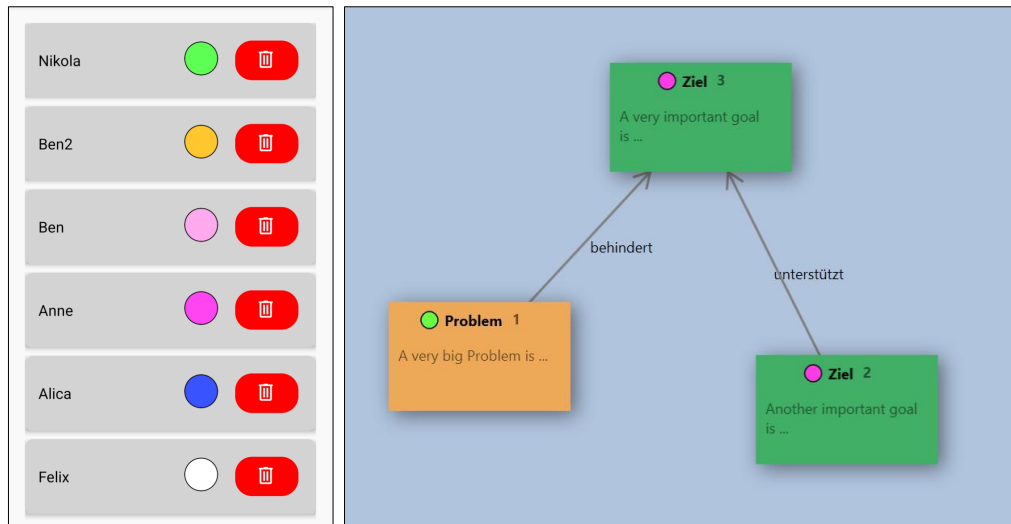 Nikola
Ben2
Ben
Anne
Alica
Felix
Ziel 3
A very important goal
is ...
behindert
unterstützt
Problem 1
A very big Problem is ...
Ziel 2
Another important goal
is ...